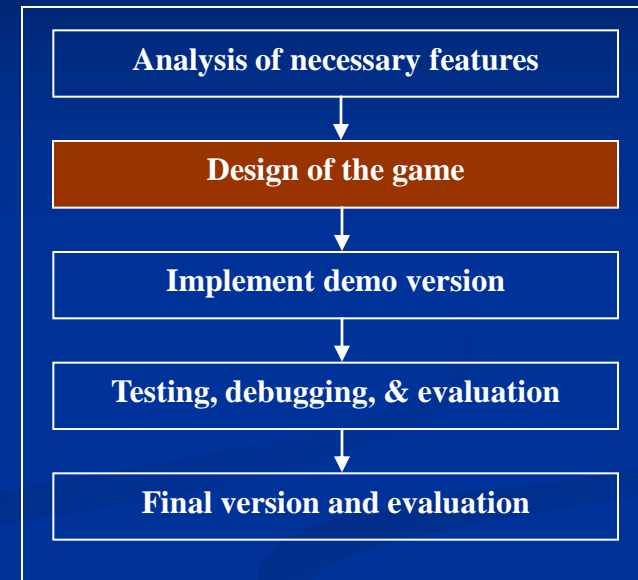 Analysis of necessary features
Design of the game
Implement demo version
Testing, debugging, & evaluation
Final version and evaluation